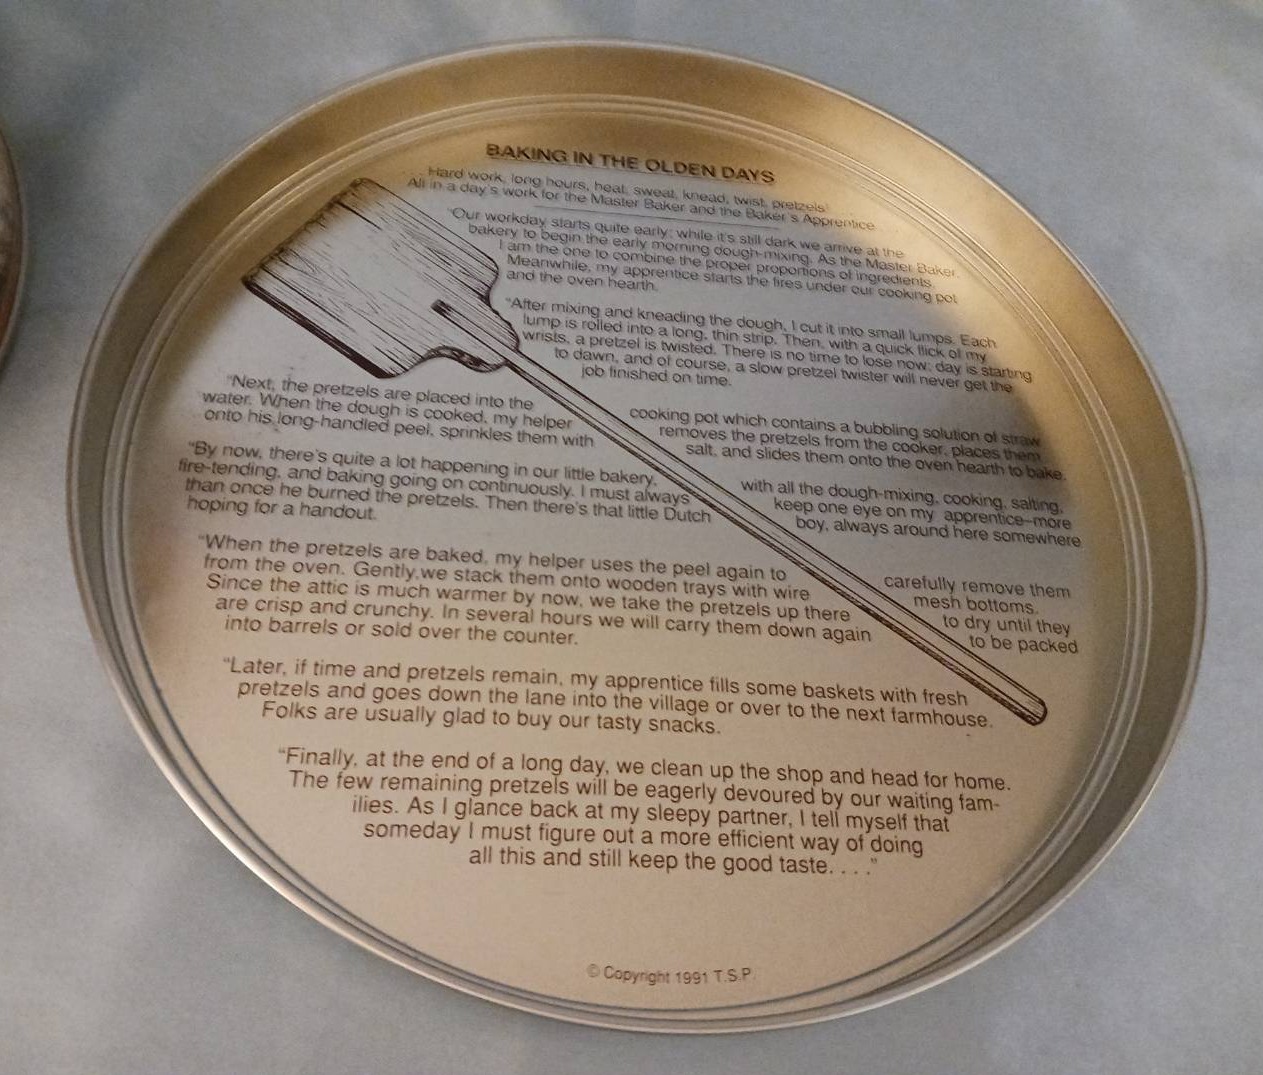 BAKING IN THE OLDEN DAYS
Hard work, long hours, heat, sweat, knead, twist, pretzels!
All in a day's work for the Master Baker and the Baker's Apprentice
"Our workday starts quite early; while it's still dark we arrive at the
bakery to begin the early morning dough-mixing. As the Master Baker,
I am the one to combine the proper proportions of ingredients.
Meanwhile, my apprentice starts the fires under our cooking pot
and the oven hearth.
"After mixing and kneading the dough, I cut it into small lumps. Each
lump is rolled into a long, thin strip. Then, with a quick flick of my
wrists, a pretzel is twisted. There is no time to lose now; day is starting
to dawn, and of course, a slow pretzel twister will never get the
job finished on time.
"Next, the pretzels are placed into the cooking pot which contains a bubbling solution of straw
water. When the dough is cooked, my helper removes the pretzels from the cooker, places them
onto his long-handled peel, sprinkles them with salt, and slides them onto the oven hearth to bake.
"By now, there's quite a lot happening in our little bakery, with all the dough-mixing, cooking, salting,
fire-tending, and baking going on continuously. I must always keep one eye on my apprentice–more
than once he burned the pretzels. Then there's that little Dutch boy, always around here somewhere
hoping for a handout.
"When the pretzels are baked, my helper uses the peel again to carefully remove them
from the oven. Gently, we stack them onto wooden trays with wire mesh bottoms.
Since the attic is much warmer by now, we take the pretzels up there to dry until they
are crisp and crunchy. In several hours we will carry them down again to be packed
into barrels or sold over the counter.
"Later, if time and pretzels remain, my apprentice fills some baskets with fresh
pretzels and goes down the lane into the village or over to the next farmhouse.
Folks are usually glad to buy our tasty snacks.
"Finally, at the end of a long day, we clean up the shop and head for home.
The few remaining pretzels will be eagerly devoured by our waiting fam-
ilies. As I glance back at my sleepy partner, I tell myself that
someday I must figure out a more efficient way of doing
all this and still keep the good taste. . . ."
© Copyright 1991 T.S.P.